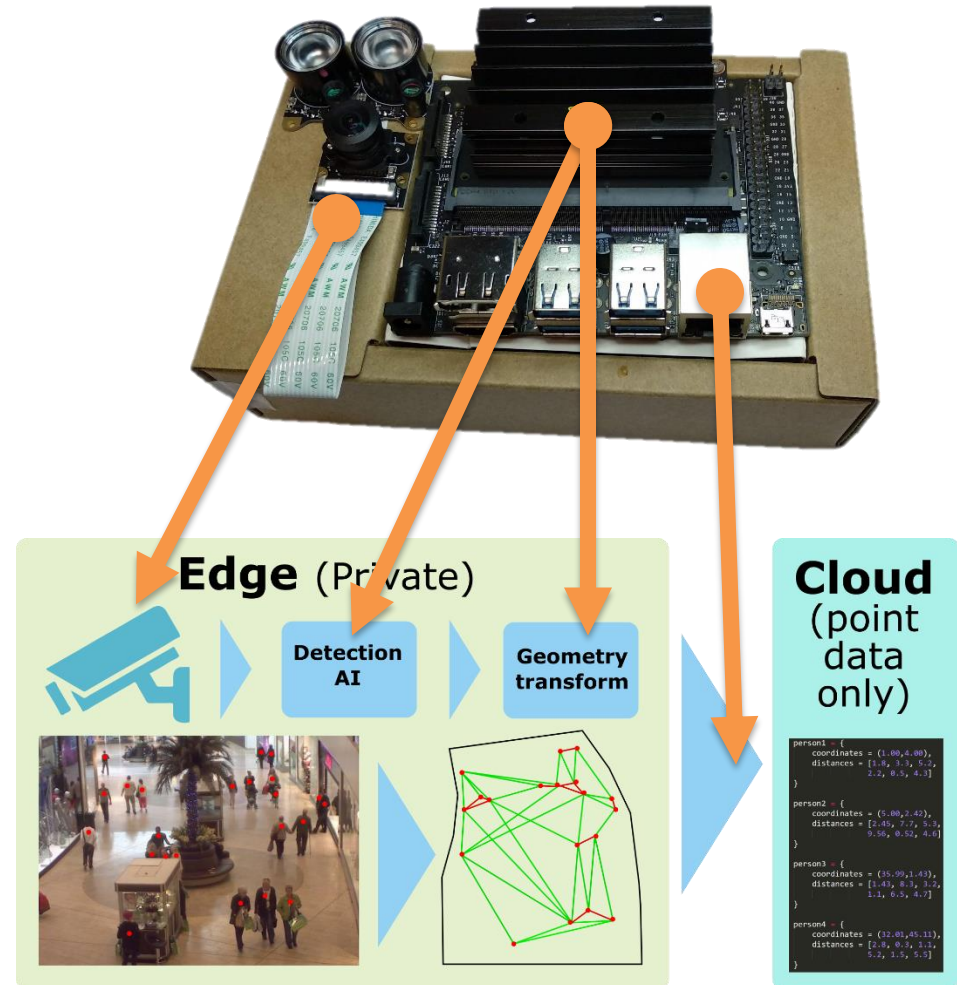 AWM 20706 105C 60V
Edge (Private)
Detection
AI
Geometry
transform
Cloud
(point
data
only)
person1 = {
coordinates = (1.00,4.00),
distances = [1.8, 3.3, 5.2,
2.2, 0.5, 4.3]
}
person2 = {
coordinates = (5.00,2.42),
distances = [2.45, 7.7, 5.3,
9.56, 0.52, 4.6]
}
person3 = {
coordinates = (35.99,1.43),
distances = [1.43, 8.3, 3.2,
1.1, 6.5, 4.7]
}
person4 = {
coordinates = (32.01,45.11),
distances = [2.8, 0.3, 1.1,
5.2, 1.5, 5.5]
}